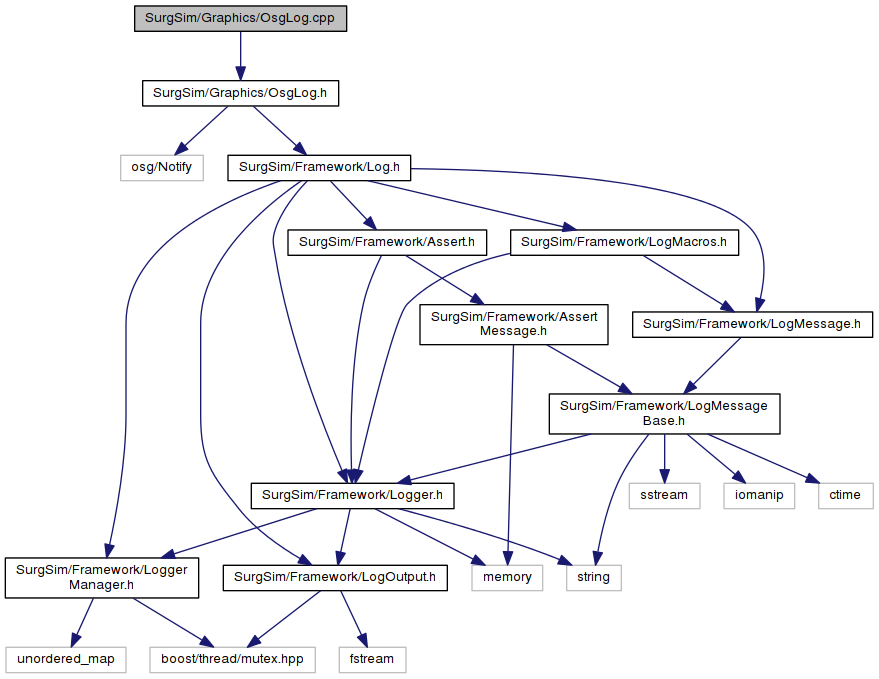 SurgSim/Graphics/OsgLog.cpp
SurgSim/Graphics/OsgLog.h
osg/Notify
SurgSim/Framework/Log.h
SurgSim/Framework/Assert.h
SurgSim/Framework/LogMacros.h
SurgSim/Framework/Assert
Message.h
SurgSim/Framework/LogMessage.h
SurgSim/Framework/LogMessage
Base.h
SurgSim/Framework/Logger.h
sstream
iomanip
ctime
SurgSim/Framework/Logger
Manager.h
SurgSim/Framework/LogOutput.h
memory
string
unordered_map
boost/thread/mutex.hpp
fstream